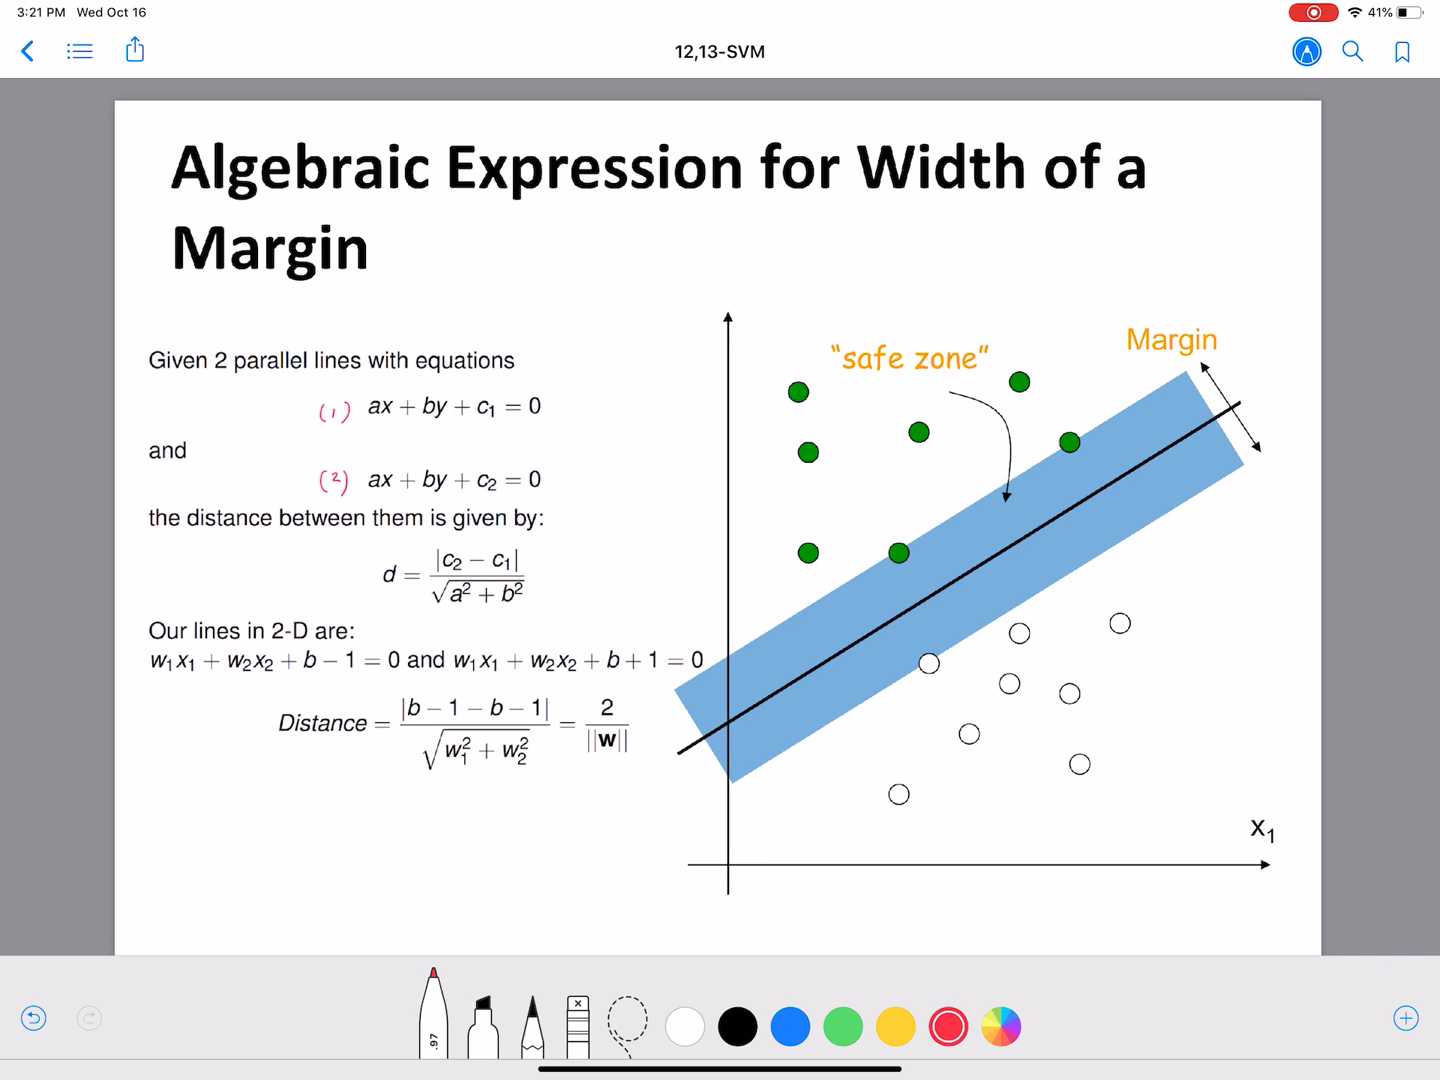 3:21 PM Wed Oct 16
41%
12,13-SVM
Algebraic Expression for Width of a
Margin
Given 2 parallel lines with equations
(1) ax + by + c₁ = 0
and
(2) ax + by + c₂ = 0
the distance between them is given by:
d = |c₂ − c₁| / √(a² + b²)
Our lines in 2-D are:
w₁x₁ + w₂x₂ + b − 1 = 0 and w₁x₁ + w₂x₂ + b + 1 = 0
Distance = |b − 1 − b − 1| / √(w₁² + w₂²) = 2 / ||w||
"safe zone"
Margin
x₁
.97